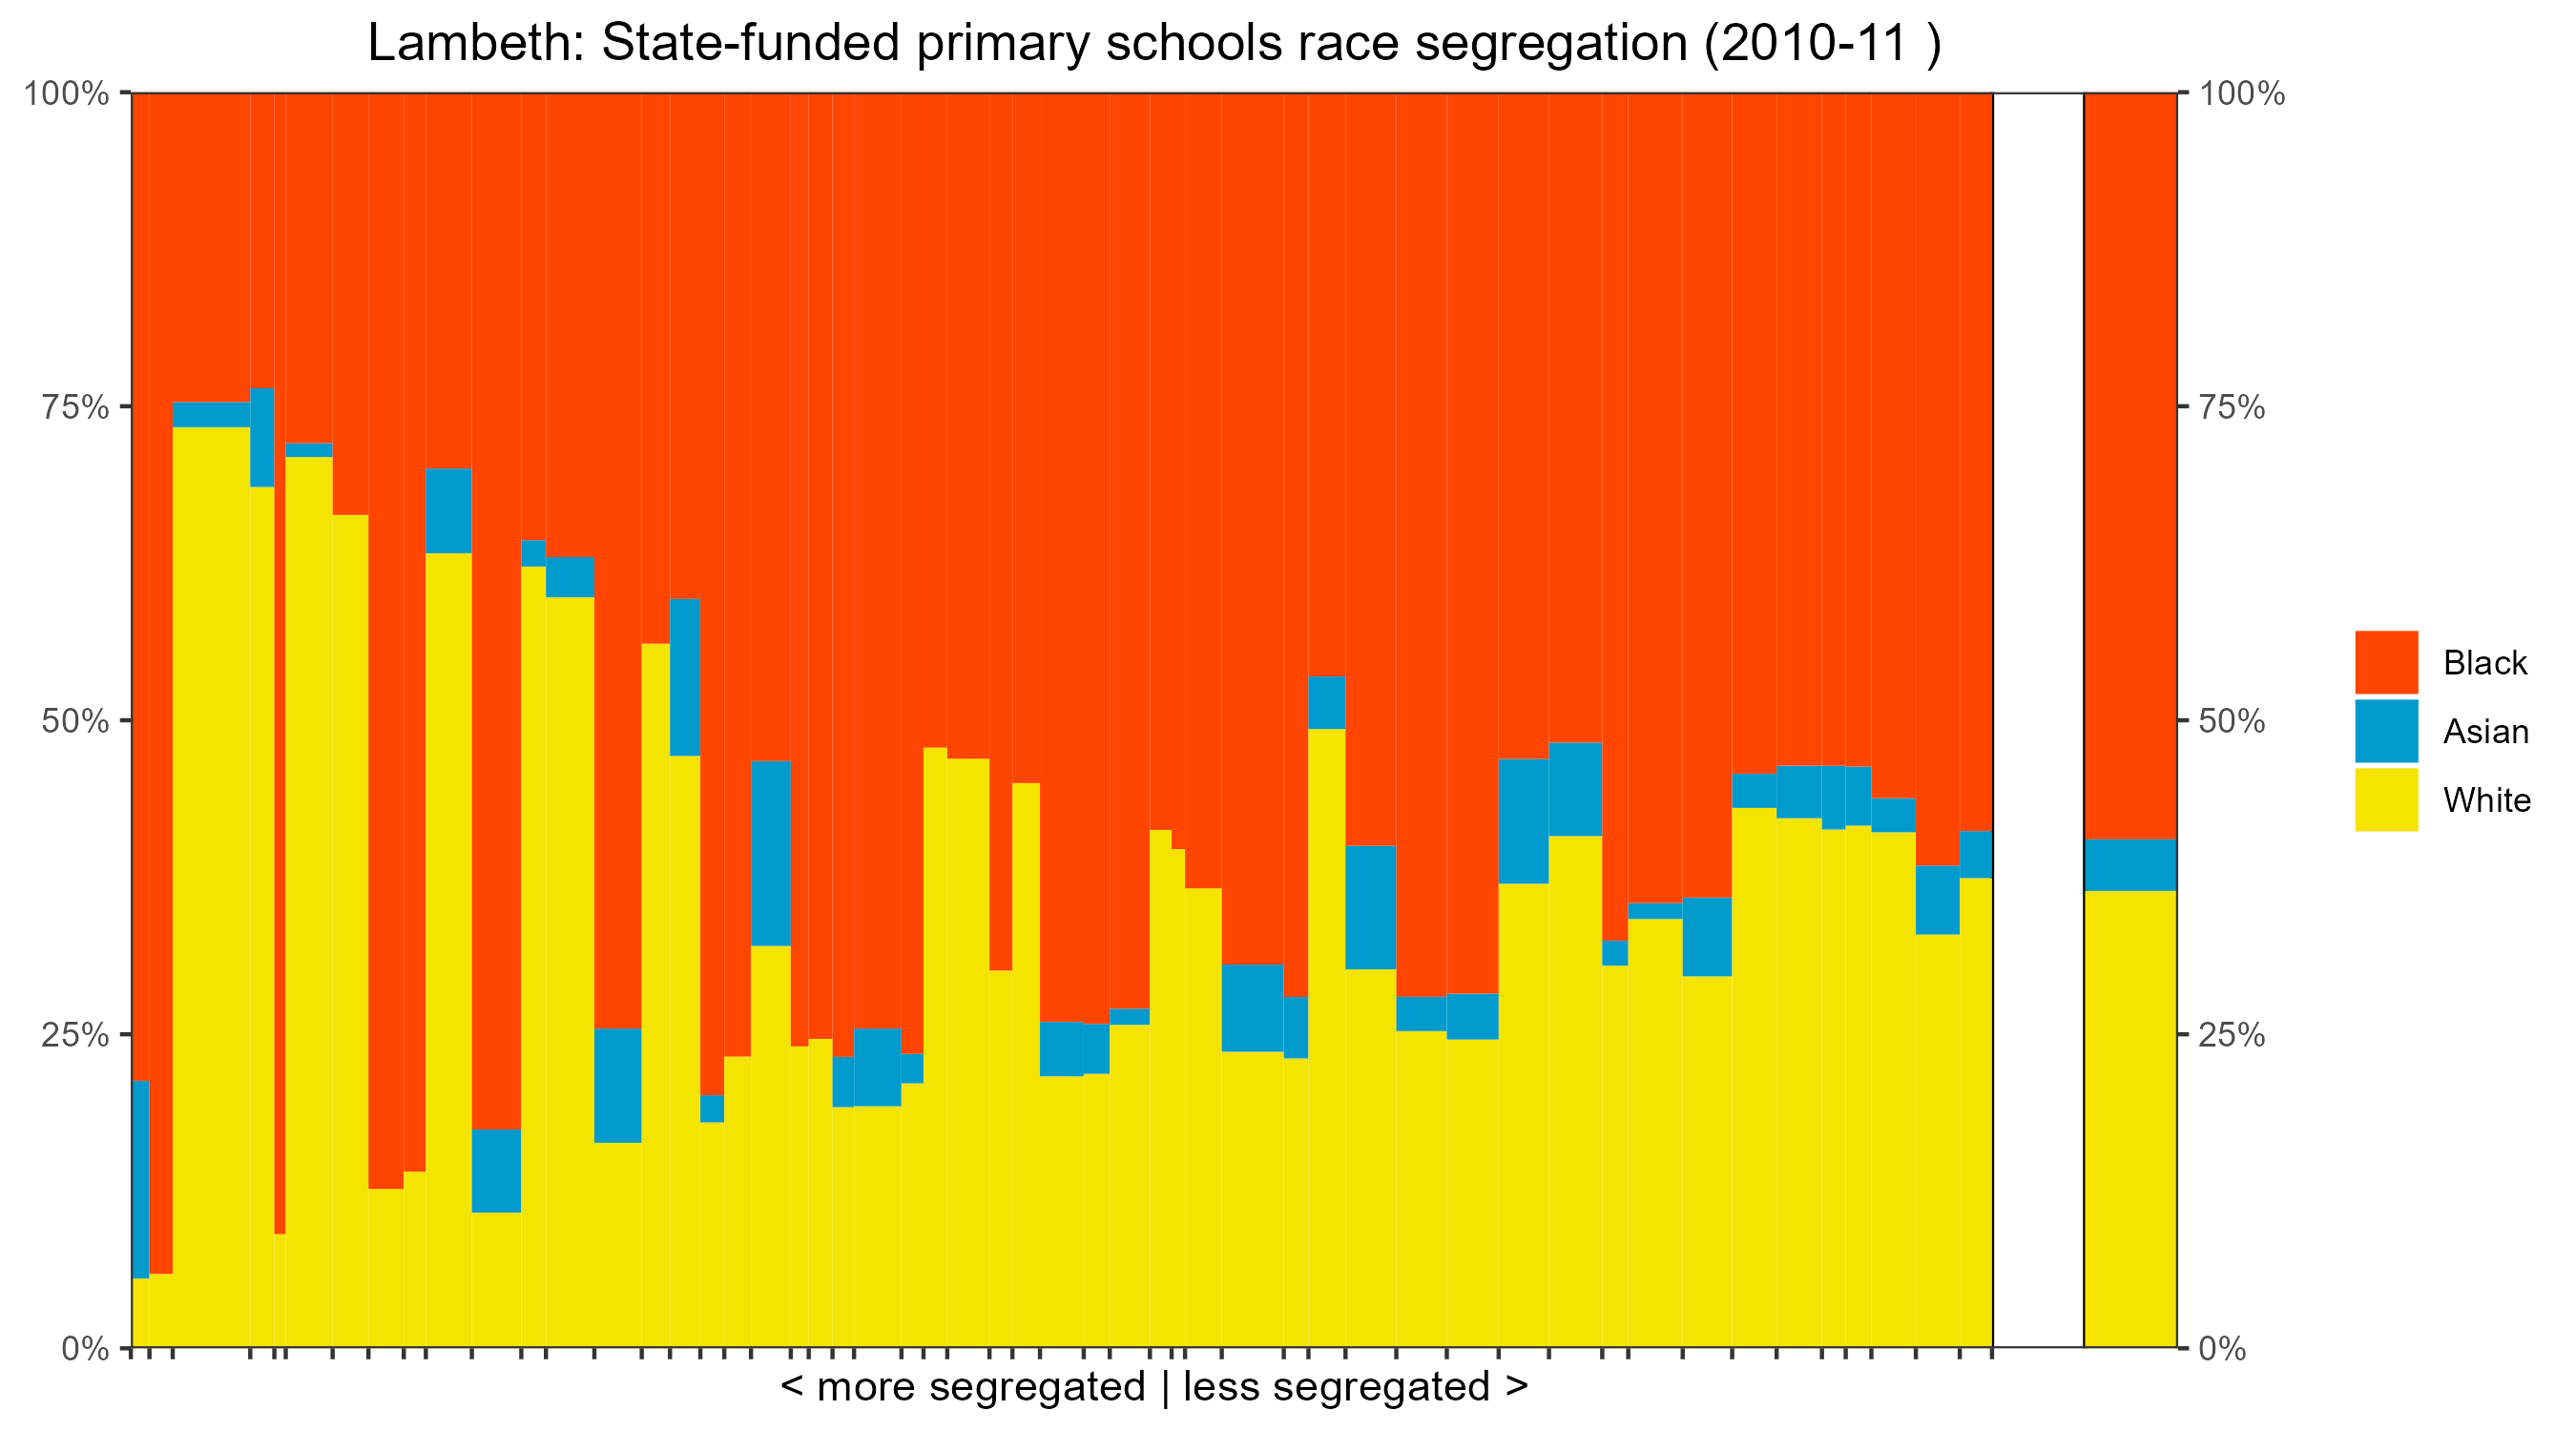 Lambeth: State-funded primary schools race segregation (2010-11 )
100%
75%
50%
25%
0%
100%
75%
50%
25%
0%
Black
Asian
White
< more segregated | less segregated >